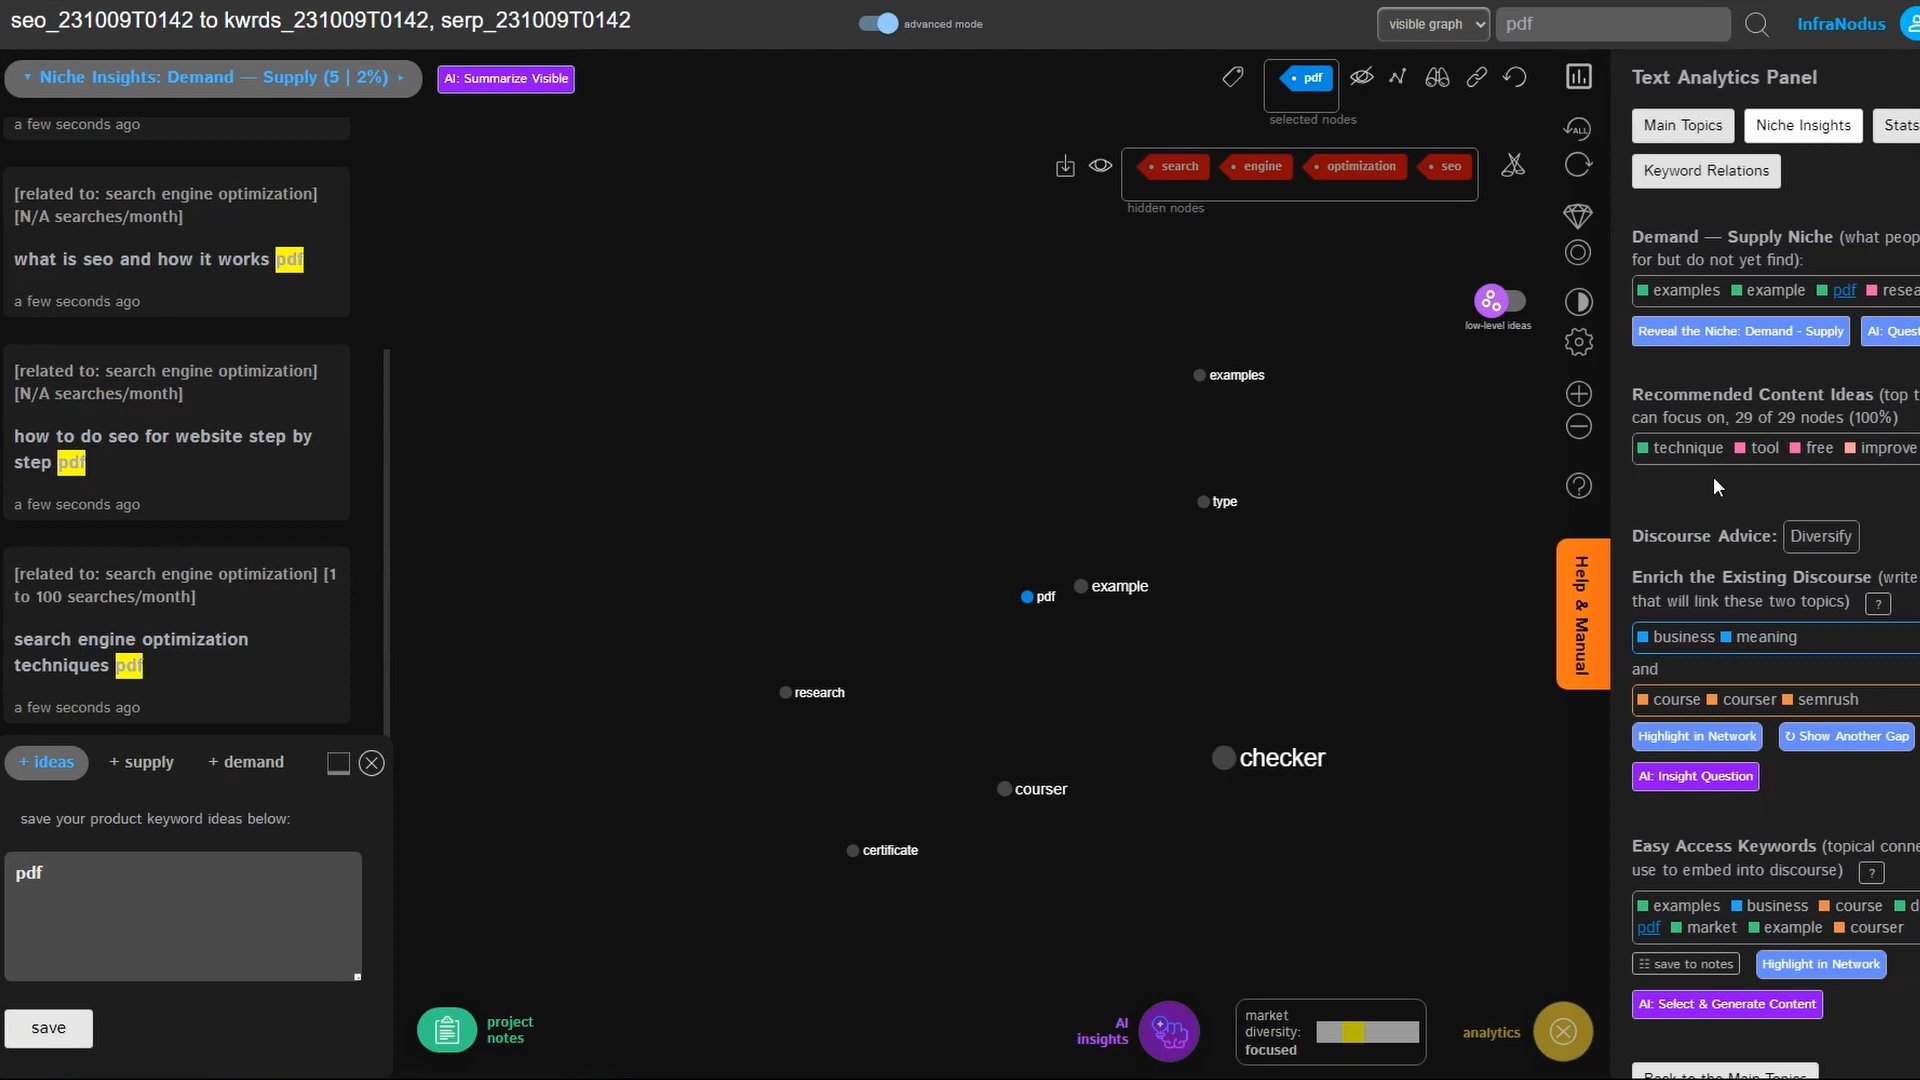 seo_231009T0142 to kwrds_231009T0142, serp_231009T0142
advanced mode
visible graph
pdf
InfraNodus
Niche Insights: Demand — Supply (5 | 2%)
AI: Summarize Visible
a few seconds ago
[related to: search engine optimization]
[N/A searches/month]
what is seo and how it works pdf
a few seconds ago
[related to: search engine optimization]
[N/A searches/month]
how to do seo for website step by
step pdf
a few seconds ago
[related to: search engine optimization] [1
to 100 searches/month]
search engine optimization
techniques pdf
a few seconds ago
+ ideas
+ supply
+ demand
save your product keyword ideas below:
pdf
save
project
notes
pdf
selected nodes
search engine optimization seo
hidden nodes
low-level ideas
examples
type
pdf
example
research
checker
courser
certificate
AI
insights
market
diversity:
focused
analytics
ALL
Help & Manual
Text Analytics Panel
Main Topics
Niche Insights
Stats
Keyword Relations
Demand — Supply Niche (what peop
for but do not yet find):
examples example pdf resea
Reveal the Niche: Demand - Supply
AI: Quest
Recommended Content Ideas (top t
can focus on, 29 of 29 nodes (100%)
technique tool free improve
Discourse Advice: Diversify
Enrich the Existing Discourse (write
that will link these two topics) ?
business meaning
and
course courser semrush
Highlight in Network
↻ Show Another Gap
AI: Insight Question
Easy Access Keywords (topical conne
use to embed into discourse) ?
examples business course d
pdf market example courser
save to notes
Highlight in Network
AI: Select & Generate Content
Back to the Main Topics